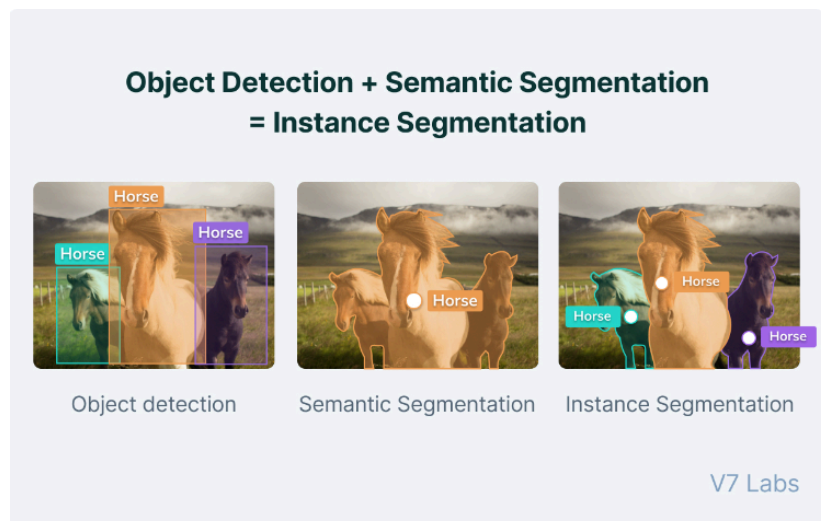 Object Detection + Semantic Segmentation
= Instance Segmentation
Horse
Horse
Horse
Horse
Horse
Horse
Horse
Object detection
Semantic Segmentation
Instance Segmentation
V7 Labs